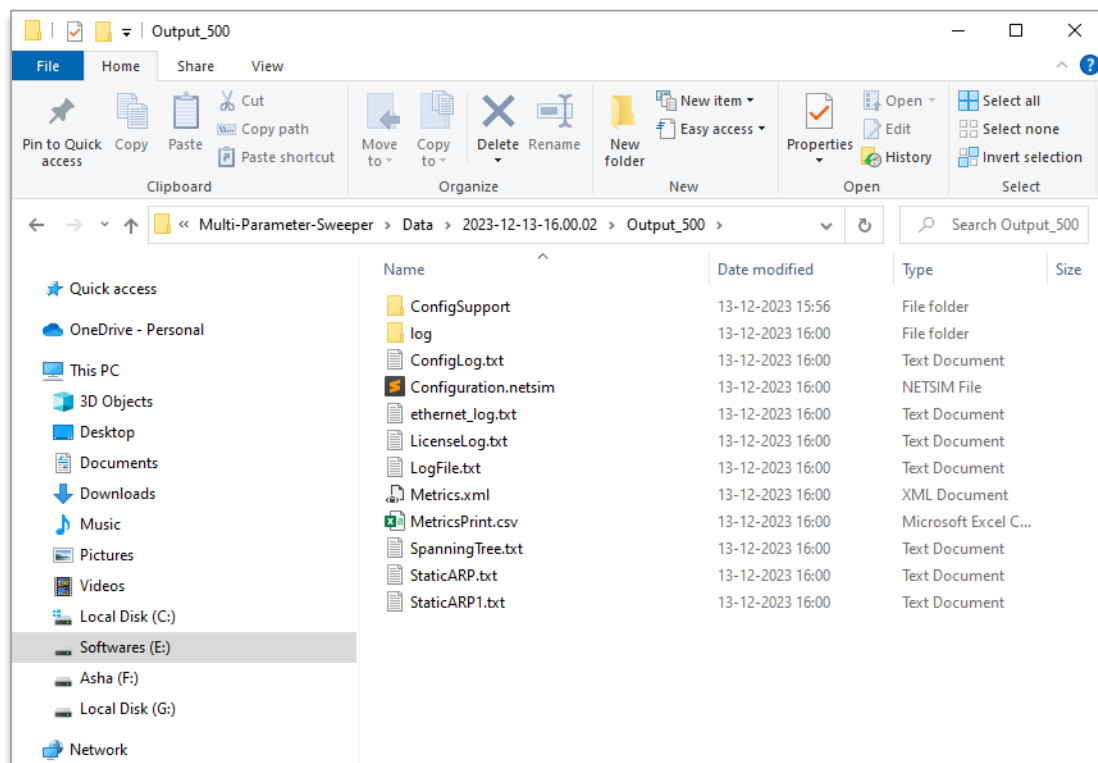 Output_500
File Home Share View
Pin to Quick access
Copy
Paste
Cut
Copy path
Paste shortcut
Clipboard
Move to
Copy to
Delete
Rename
Organize
New folder
New item
Easy access
New
Properties
Open
Edit
History
Open
Select all
Select none
Invert selection
Select
« Multi-Parameter-Sweeper > Data > 2023-12-13-16.00.02 > Output_500 >
Search Output_500
Quick access
OneDrive - Personal
This PC
3D Objects
Desktop
Documents
Downloads
Music
Pictures
Videos
Local Disk (C:)
Softwares (E:)
Asha (F:)
Local Disk (G:)
Network
Name Date modified Type Size
ConfigSupport 13-12-2023 15:56 File folder
log 13-12-2023 16:00 File folder
ConfigLog.txt 13-12-2023 16:00 Text Document
Configuration.netsim 13-12-2023 16:00 NETSIM File
ethernet_log.txt 13-12-2023 16:00 Text Document
LicenseLog.txt 13-12-2023 16:00 Text Document
LogFile.txt 13-12-2023 16:00 Text Document
Metrics.xml 13-12-2023 16:00 XML Document
MetricsPrint.csv 13-12-2023 16:00 Microsoft Excel C...
SpanningTree.txt 13-12-2023 16:00 Text Document
StaticARP.txt 13-12-2023 16:00 Text Document
StaticARP1.txt 13-12-2023 16:00 Text Document